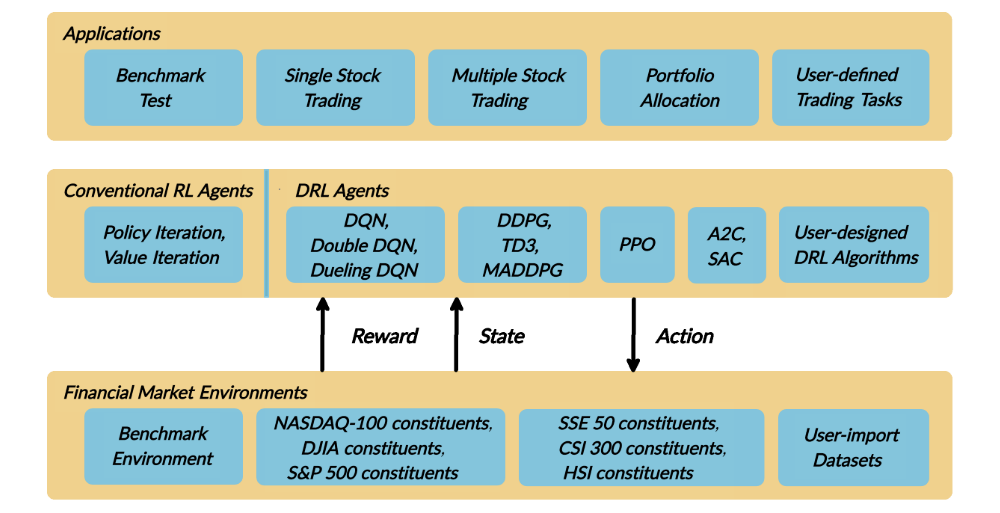 Applications
Benchmark
Test
Single Stock
Trading
Multiple Stock
Trading
Portfolio
Allocation
User-defined
Trading Tasks
Conventional RL Agents
DRL Agents
Policy Iteration,
Value Iteration
DQN,
Double DQN,
Dueling DQN
DDPG,
TD3,
MADDPG
PPO
A2C,
SAC
User-designed
DRL Algorithms
Reward
State
Action
Financial Market Environments
Benchmark
Environment
NASDAQ-100 constituents,
DJIA constituents,
S&P 500 constituents
SSE 50 constituents,
CSI 300 constituents,
HSI constituents
User-import
Datasets